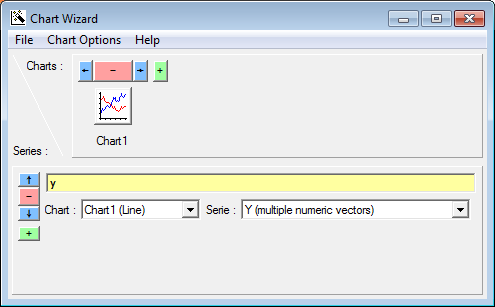 Chart Wizard
File Chart Options Help
Charts :
Chart1
Series :
y
Chart : Chart1 (Line) Serie : Y (multiple numeric vectors)